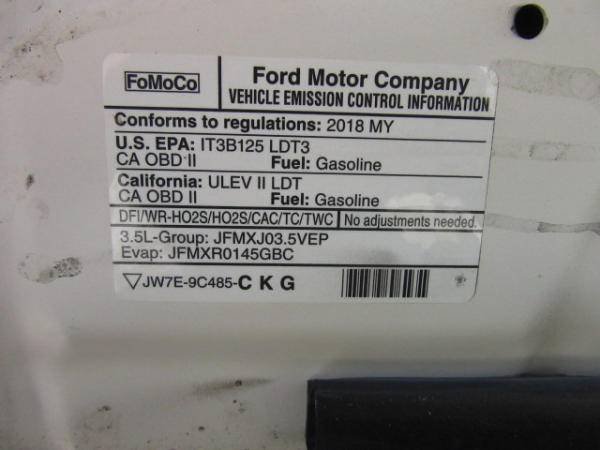 FoMoCo
Ford Motor Company
VEHICLE EMISSION CONTROL INFORMATION
Conforms to regulations: 2018 MY
U.S. EPA: IT3B125 LDT3
CA OBD II Fuel: Gasoline
California: ULEV II LDT
CA OBD II Fuel: Gasoline
DFI/WR-HO2S/HO2S/CAC/TC/TWC No adjustments needed.
3.5L-Group: JFMXJ03.5VEP
Evap: JFMXR0145GBC
▽JW7E-9C485-C K G